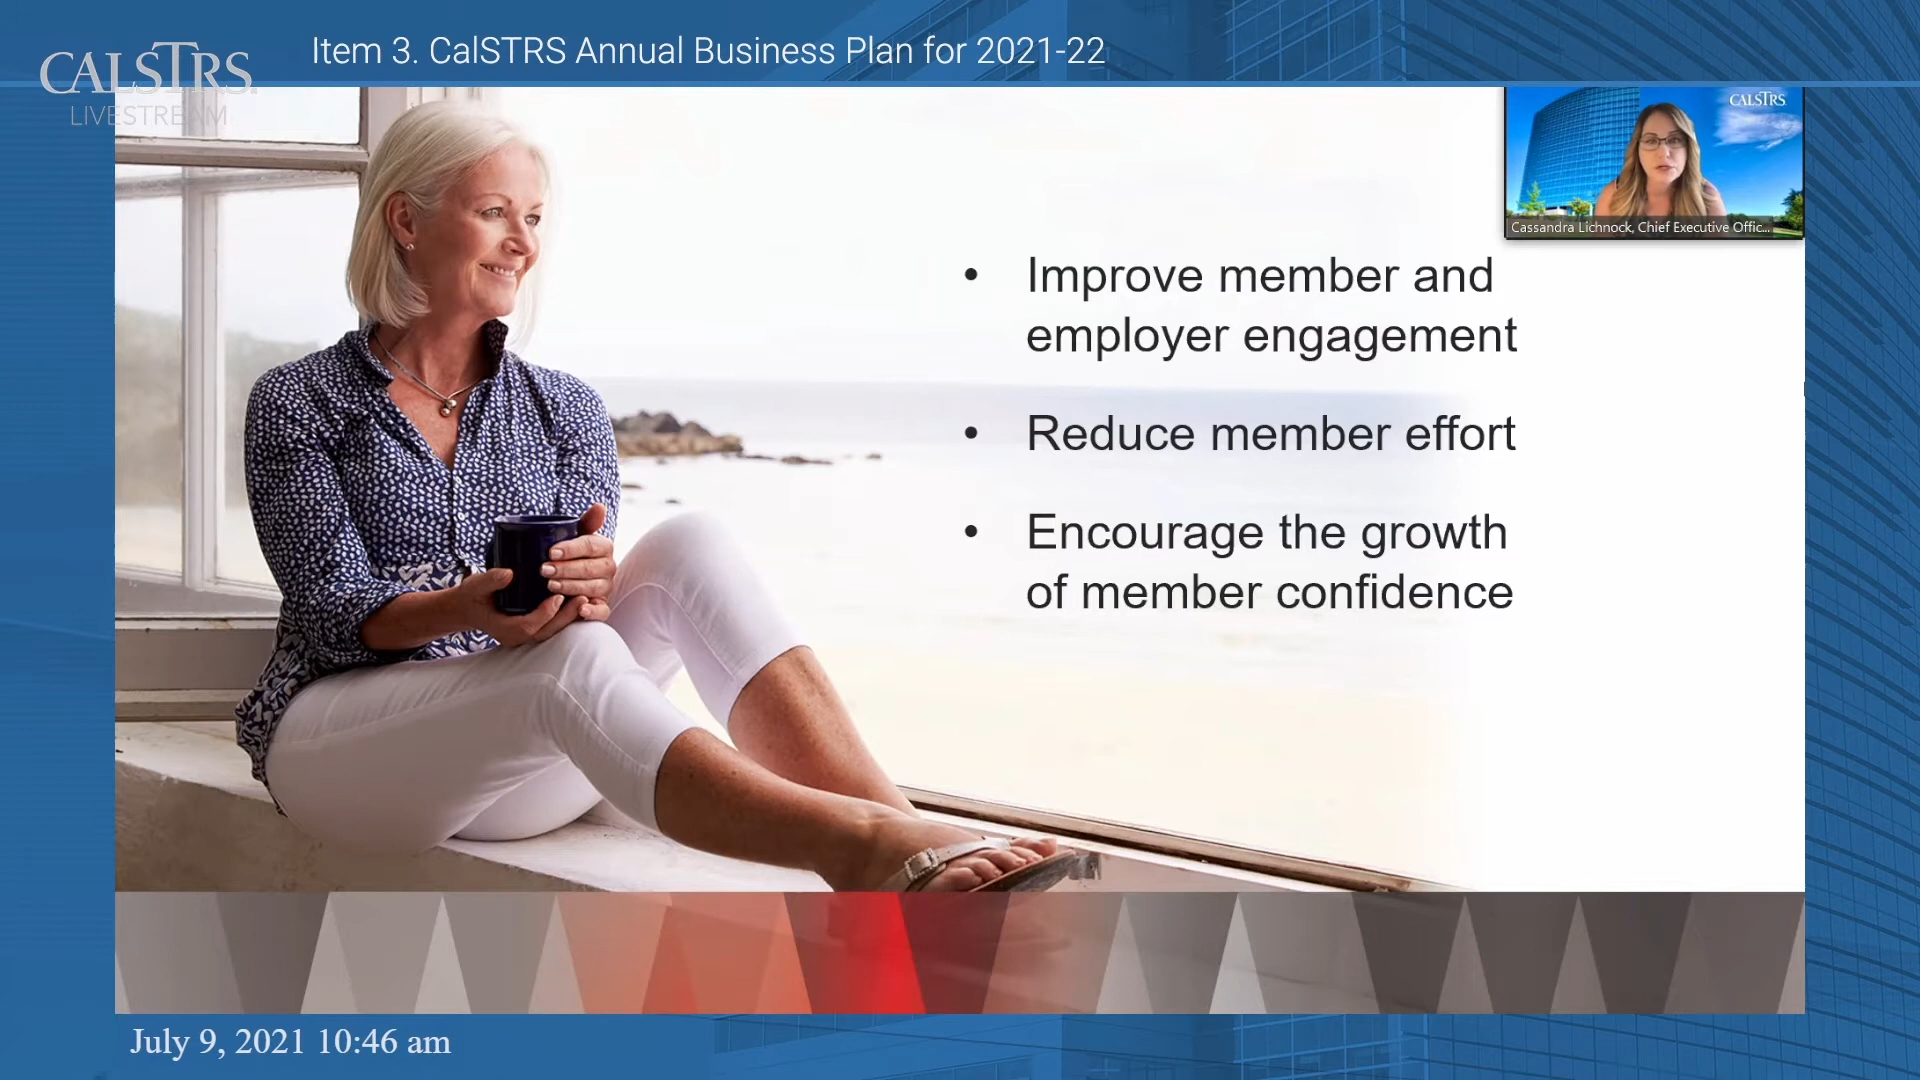 Item 3. CalSTRS Annual Business Plan for 2021-22
CALSTRS
LIVESTREAM
CALSTRS
Cassandra Lichnock, Chief Executive Offic...
• Improve member and
employer engagement
• Reduce member effort
• Encourage the growth
of member confidence
July 9, 2021 10:46 am